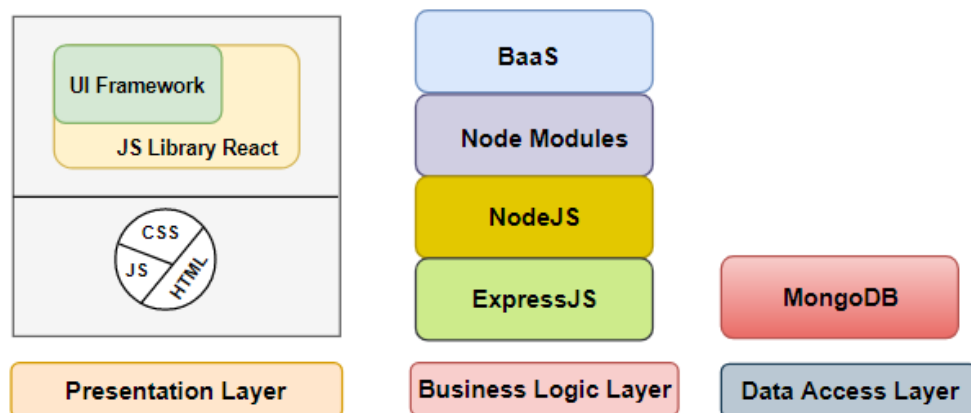 UI Framework
JS Library React
CSS
JS
HTML
Presentation Layer
BaaS
Node Modules
NodeJS
ExpressJS
Business Logic Layer
MongoDB
Data Access Layer